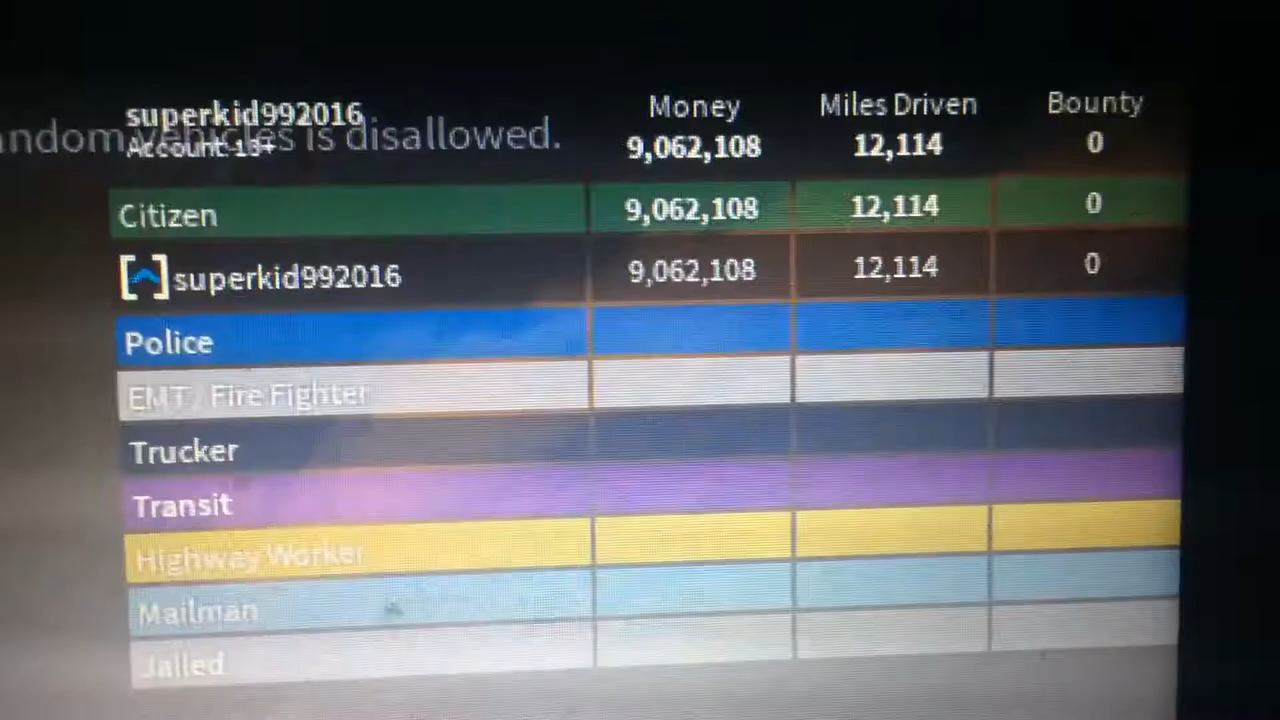 superkid992016 Money Miles Driven Bounty
andom vehicles is disallowed.
Account: 13+ 9,062,108 12,114 0
Citizen 9,062,108 12,114 0
superkid992016 9,062,108 12,114 0
Police
EMT / Fire Fighter
Trucker
Transit
Highway Worker
Mailman
Jailed